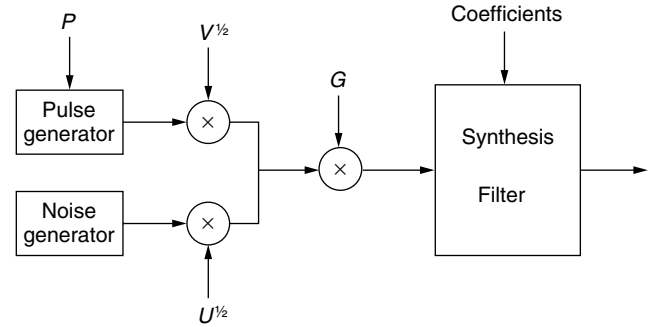 Coefficients
P
V½
G
Pulse
generator
×
×
Synthesis
Filter
Noise
generator
×
U½